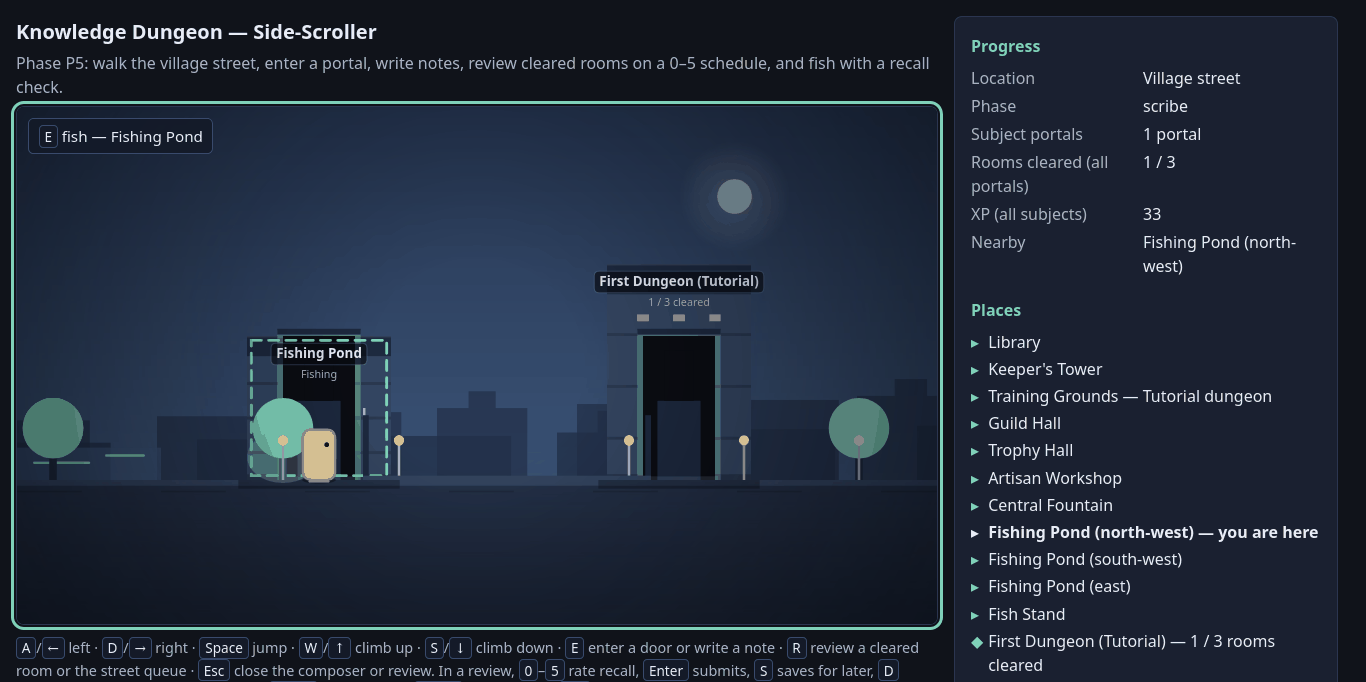 Knowledge Dungeon — Side-Scroller
Phase P5: walk the village street, enter a portal, write notes, review cleared rooms on a 0–5 schedule, and fish with a recall
check.
E fish — Fishing Pond
First Dungeon (Tutorial)
1 / 3 cleared
Fishing Pond
Fishing
A/← left · D/→ right · Space jump · W/↑ climb up · S/↓ climb down · E enter a door or write a note · R review a cleared
room or the street queue · Esc close the composer or review. In a review, 0–5 rate recall, Enter submits, S saves for later, D
Progress
Location Village street
Phase scribe
Subject portals 1 portal
Rooms cleared (all 1 / 3
portals)
XP (all subjects) 33
Nearby Fishing Pond (north-
west)
Places
▸ Library
▸ Keeper's Tower
▸ Training Grounds — Tutorial dungeon
▸ Guild Hall
▸ Trophy Hall
▸ Artisan Workshop
▸ Central Fountain
▸ Fishing Pond (north-west) — you are here
▸ Fishing Pond (south-west)
▸ Fishing Pond (east)
▸ Fish Stand
◆ First Dungeon (Tutorial) — 1 / 3 rooms
cleared